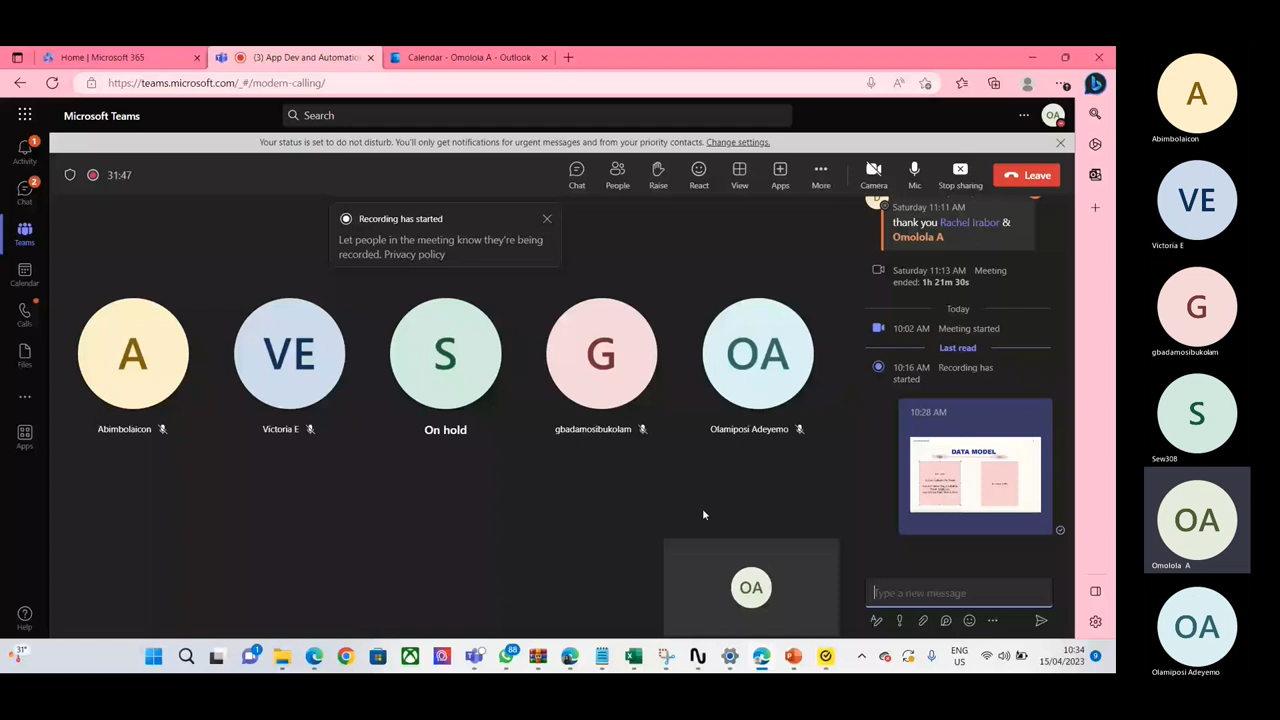 Home | Microsoft 365
(3) App Dev and Automatio
Calendar - Omolola A - Outlook
https://teams.microsoft.com/_#/modern-calling/
Microsoft Teams
Search
OA
Your status is set to do not disturb. You'll only get notifications for urgent messages and from your priority contacts. Change settings.
Activity
1
Chat
2
Teams
Calendar
Calls
Files
Apps
Help
31:47
Chat
People
Raise
React
View
Apps
More
Camera
Mic
Stop sharing
Leave
Recording has started
Let people in the meeting know they're being
recorded. Privacy policy
A
VE
S
G
OA
Abimbolaicon
Victoria E
On hold
gbadamosibukolam
Olamiposi Adeyemo
OA
Saturday 11:11 AM
thank you Rachel Irabor &
Omolola A
Saturday 11:13 AM Meeting
ended: 1h 21m 30s
Today
10:02 AM Meeting started
Last read
10:16 AM Recording has
started
10:28 AM
DATA MODEL
Type a new message
31°
1
88
ENG
US
10:34
15/04/2023
9
A
Abimbolaicon
VE
Victoria E
G
gbadamosibukolam
S
Sew308
OA
Omolola A
OA
Olamiposi Adeyemo